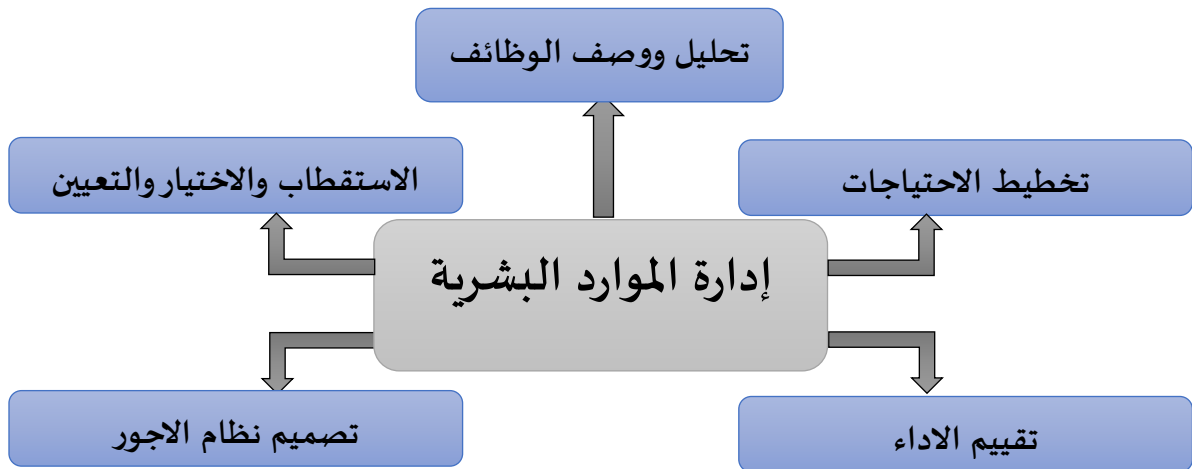 تحليل ووصف الوظائف
تخطيط الاحتياجات
الاستقطاب والاختيار والتعيين
إدارة الموارد البشرية
تقييم الاداء
تصميم نظام الاجور